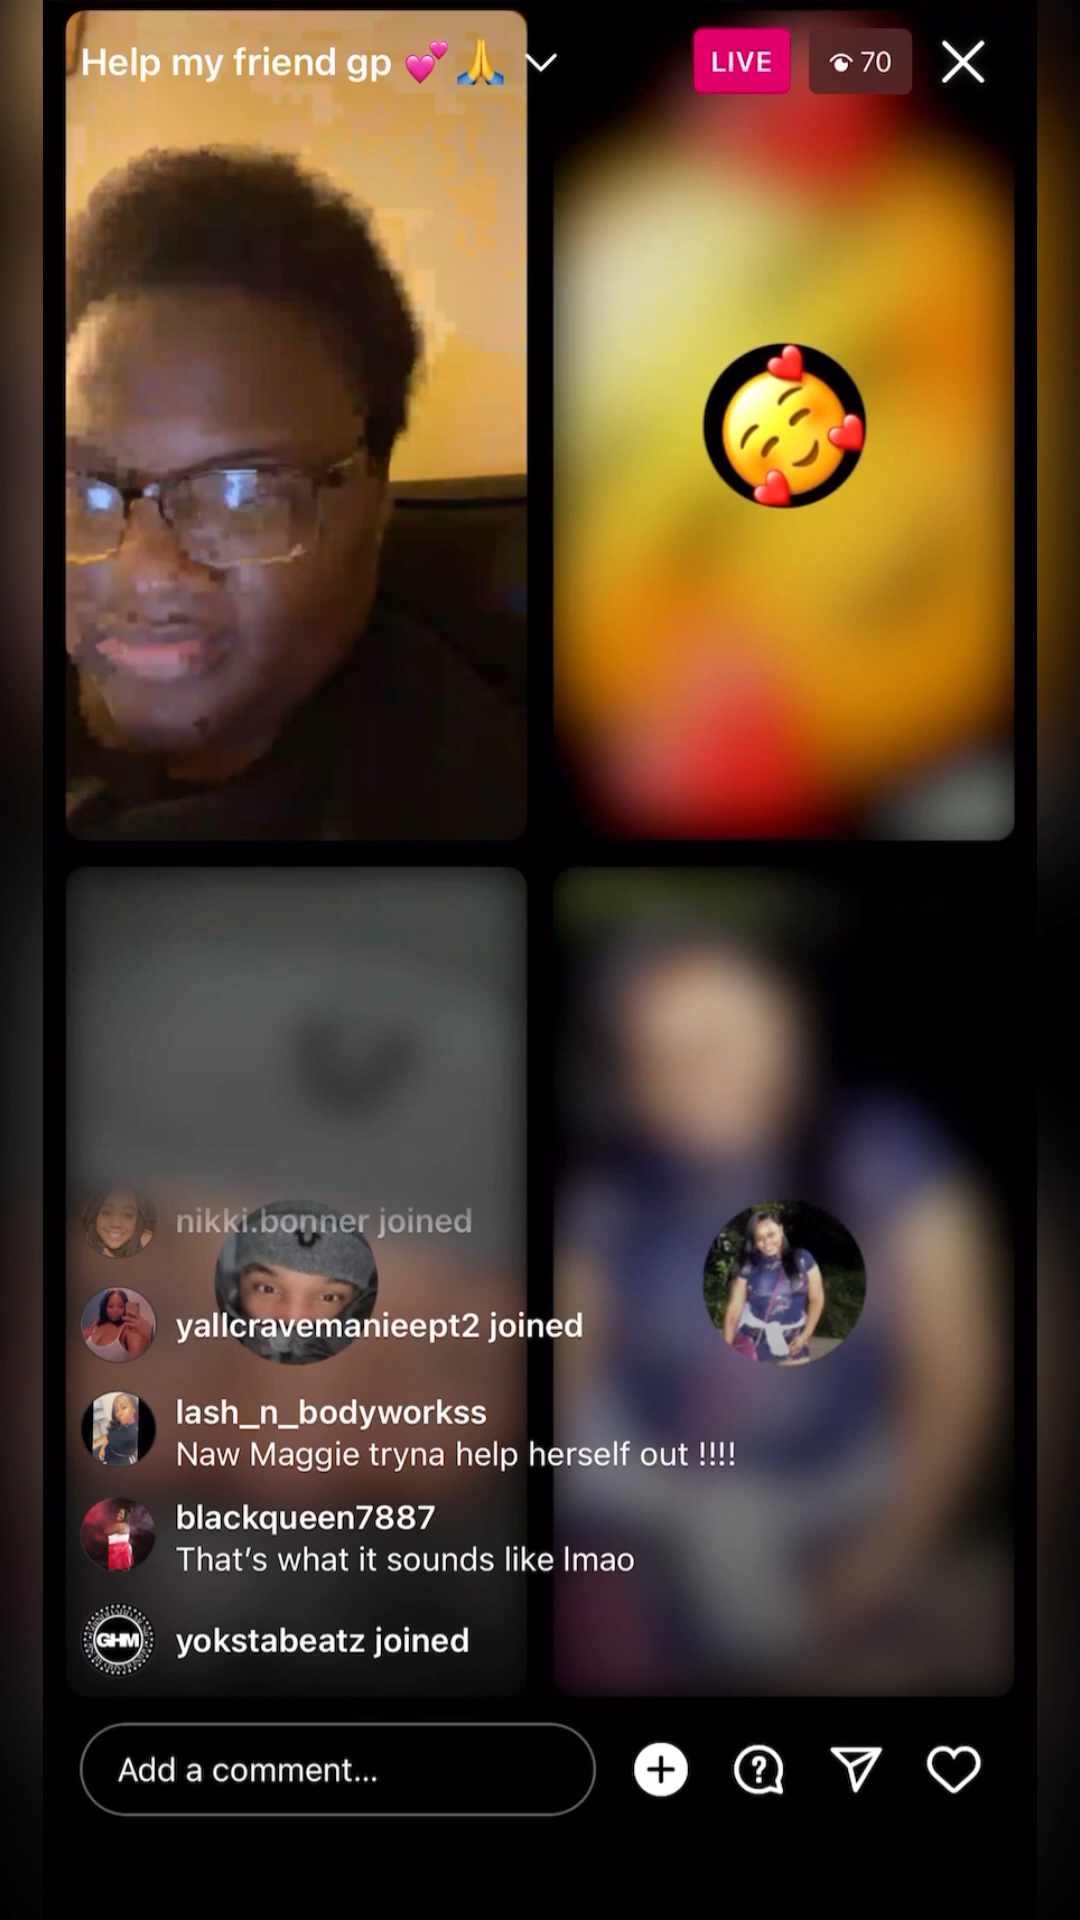 Help my friend gp 💕 🙏
LIVE
70
nikki.bonner joined
yallcravemanieept2 joined
lash_n_bodyworkss
Naw Maggie tryna help herself out !!!!
blackqueen7887
That's what it sounds like lmao
GHM
yokstabeatz joined
Add a comment...